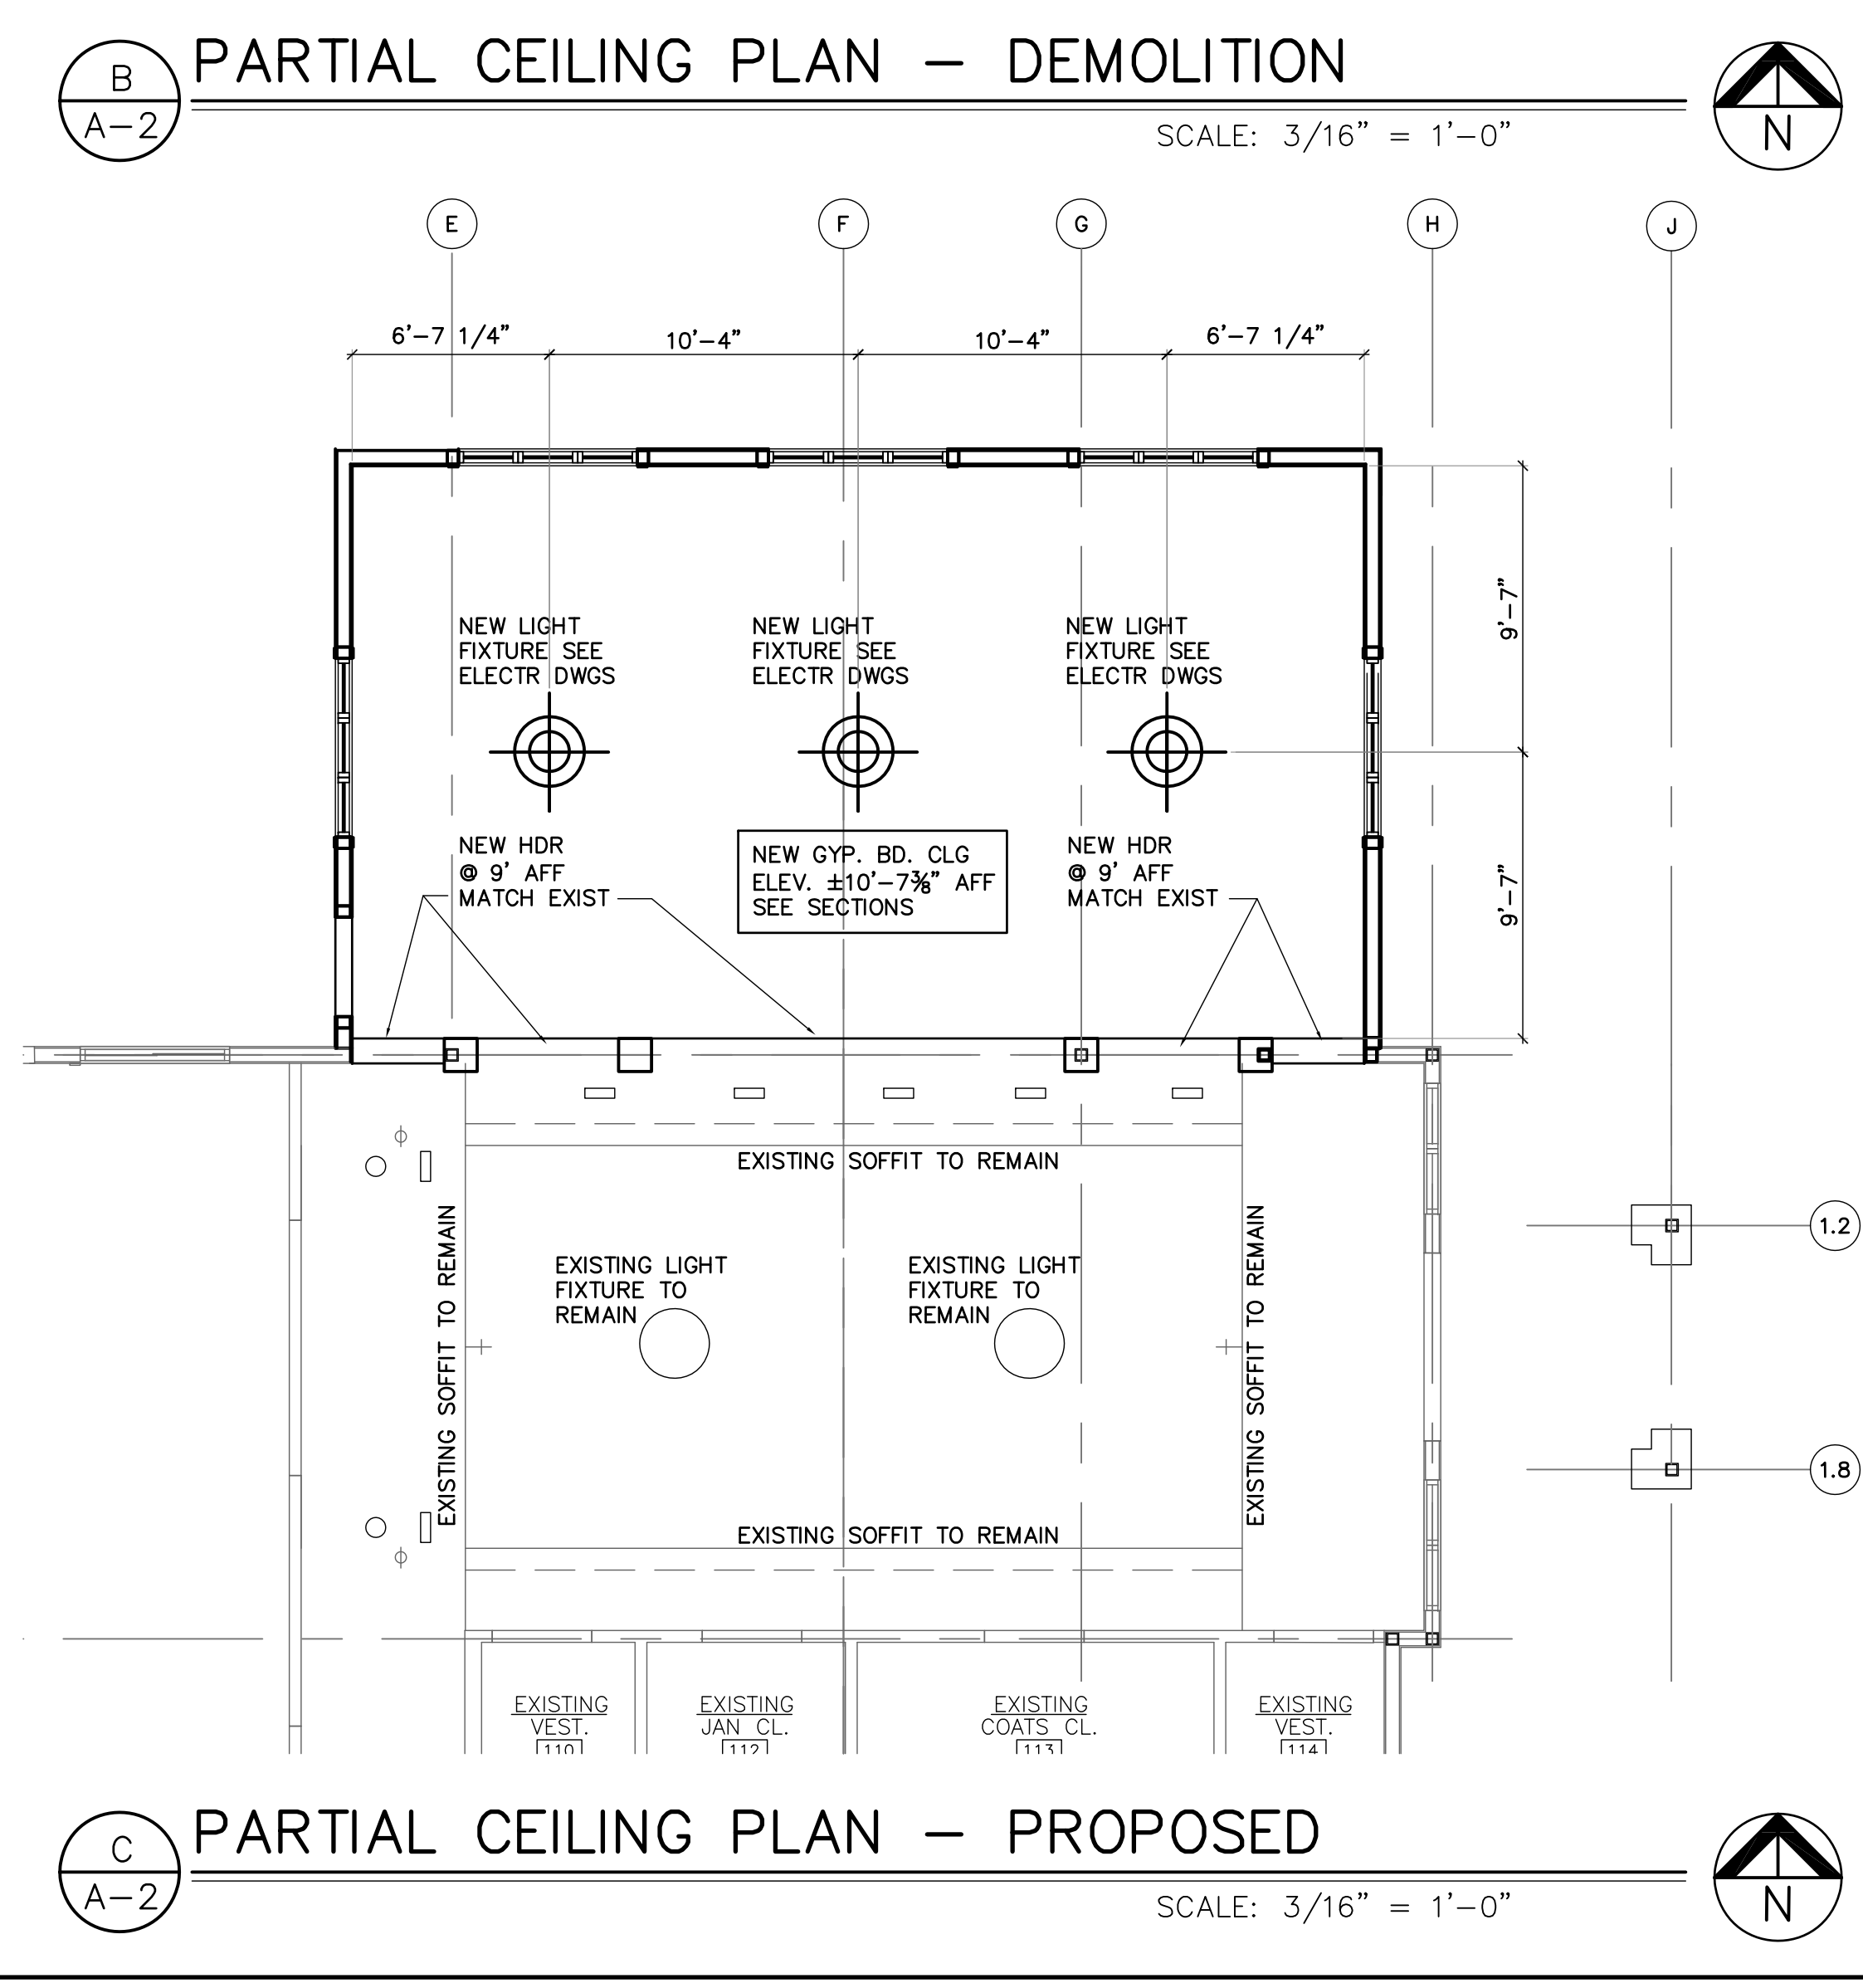 B
A-2
PARTIAL CEILING PLAN - DEMOLITION
SCALE: 3/16" = 1'-0"
N
E
F
G
H
J
6'-7 1/4"
10'-4"
10'-4"
6'-7 1/4"
NEW LIGHT
FIXTURE SEE
ELECTR DWGS
NEW LIGHT
FIXTURE SEE
ELECTR DWGS
NEW LIGHT
FIXTURE SEE
ELECTR DWGS
9'-7"
9'-7"
NEW HDR
@ 9' AFF
MATCH EXIST
NEW GYP. BD. CLG
ELEV. ±10'-7⅜" AFF
SEE SECTIONS
NEW HDR
@ 9' AFF
MATCH EXIST
EXISTING SOFFIT TO REMAIN
EXISTING SOFFIT TO REMAIN
EXISTING SOFFIT TO REMAIN
EXISTING LIGHT
FIXTURE TO
REMAIN
EXISTING LIGHT
FIXTURE TO
REMAIN
1.2
1.8
EXISTING SOFFIT TO REMAIN
EXISTING
VEST.
110
EXISTING
JAN CL.
112
EXISTING
COATS CL.
113
EXISTING
VEST.
114
C
A-2
PARTIAL CEILING PLAN - PROPOSED
SCALE: 3/16" = 1'-0"
N